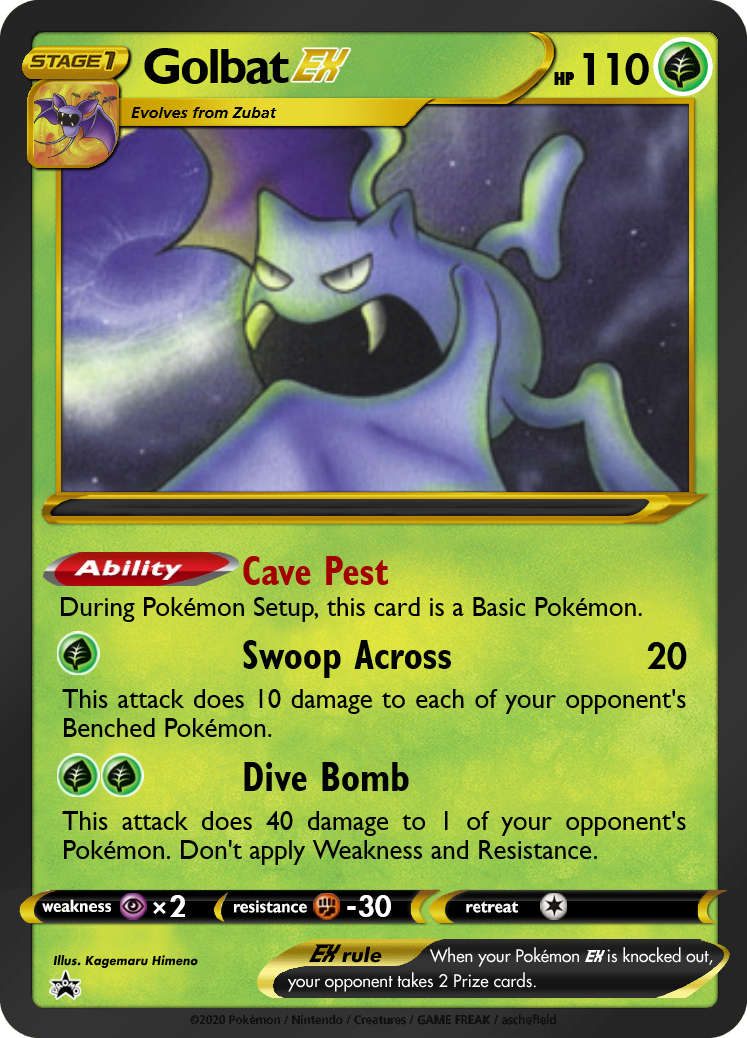 STAGE1
Golbat EX
HP 110
Evolves from Zubat
Ability Cave Pest
During Pokémon Setup, this card is a Basic Pokémon.
Swoop Across 20
This attack does 10 damage to each of your opponent's
Benched Pokémon.
Dive Bomb
This attack does 40 damage to 1 of your opponent's
Pokémon. Don't apply Weakness and Resistance.
weakness ×2 resistance -30 retreat
Illus. Kagemaru Himeno
EX rule When your Pokémon EX is knocked out,
your opponent takes 2 Prize cards.
PROMO
©2020 Pokémon / Nintendo / Creatures / GAME FREAK / aschefield